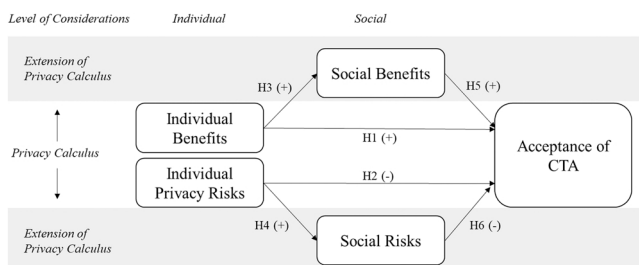 Level of Considerations Individual Social
Extension of
Privacy Calculus
Social Benefits
H3 (+)
H5 (+)
Individual
Benefits
H1 (+)
Privacy Calculus
Acceptance of
CTA
Individual
Privacy Risks
H2 (-)
H4 (+)
H6 (-)
Social Risks
Extension of
Privacy Calculus